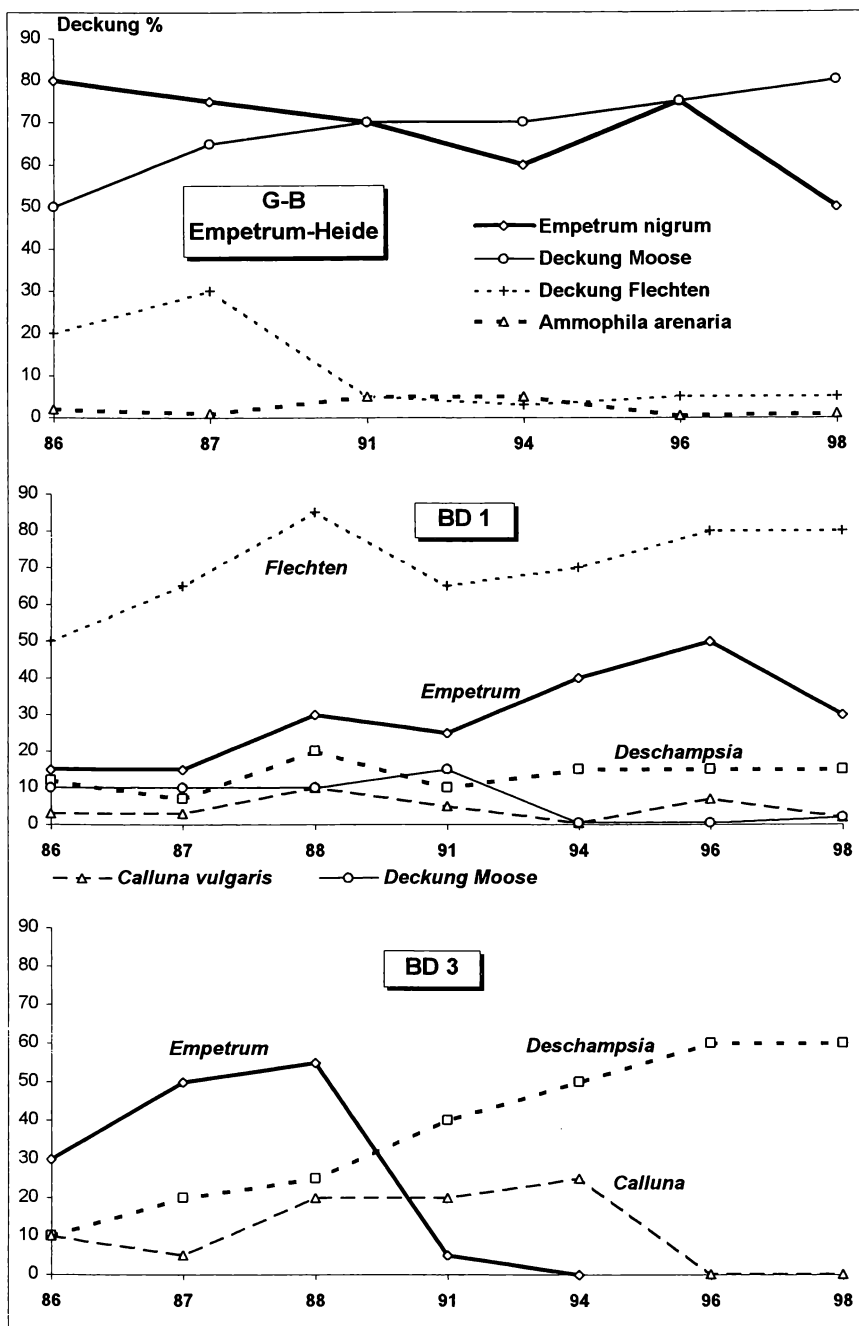 Deckung %
90
80
70
60
50
40
30
20
10
0
G-B
Empetrum-Heide
Empetrum nigrum
Deckung Moose
Deckung Flechten
Ammophila arenaria
86 87 91 94 96 98
90
80
70
60
50
40
30
20
10
0
BD 1
Flechten
Empetrum
Deschampsia
86 87 88 91 94 96 98
Calluna vulgaris Deckung Moose
90
80
70
60
50
40
30
20
10
0
BD 3
Empetrum
Deschampsia
Calluna
86 87 88 91 94 96 98